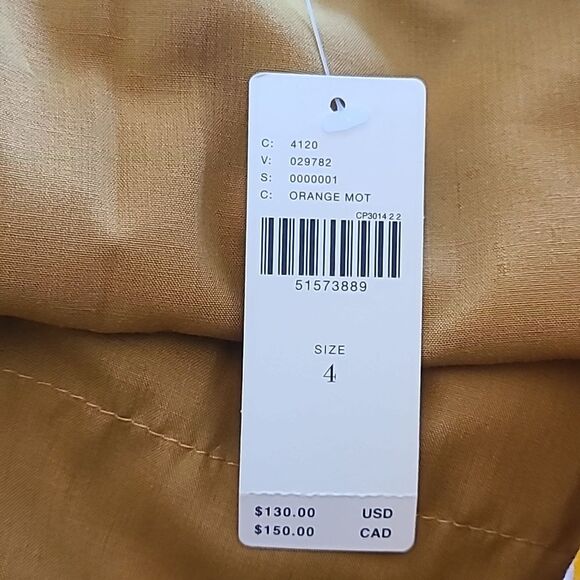 C: 4120
V: 029782
S: 0000001
C: ORANGE MOT
CP3014 2 2
51573889
SIZE
4
$130.00 USD
$150.00 CAD